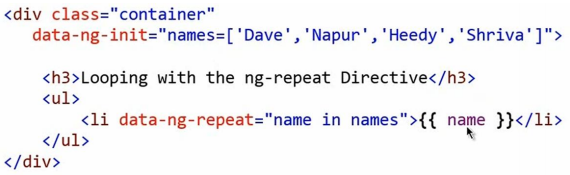 <div class="container"
data-ng-init="names=['Dave','Napur','Heedy','Shriva']">
<h3>Looping with the ng-repeat Directive</h3>
<ul>
<li data-ng-repeat="name in names">{{ name }}</li>
</ul>
</div>